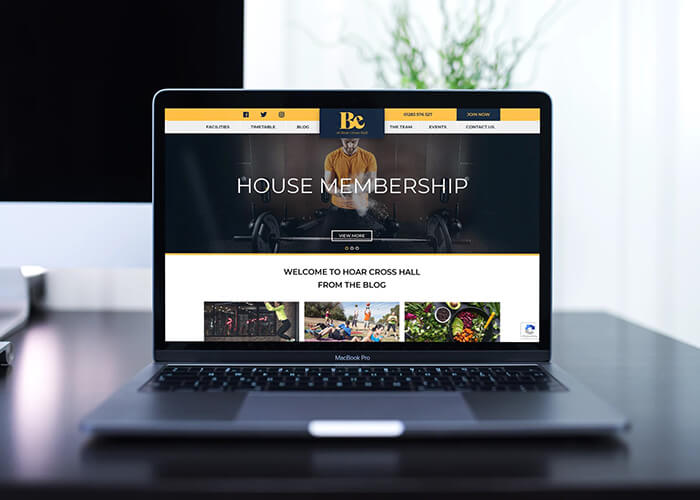 Bc
at Hoar Cross Hall
01283 576 527
JOIN NOW
FACILITIES
TIMETABLE
BLOG
THE TEAM
EVENTS
CONTACT US
HOUSE MEMBERSHIP
VIEW MORE
WELCOME TO HOAR CROSS HALL
FROM THE BLOG
MacBook Pro